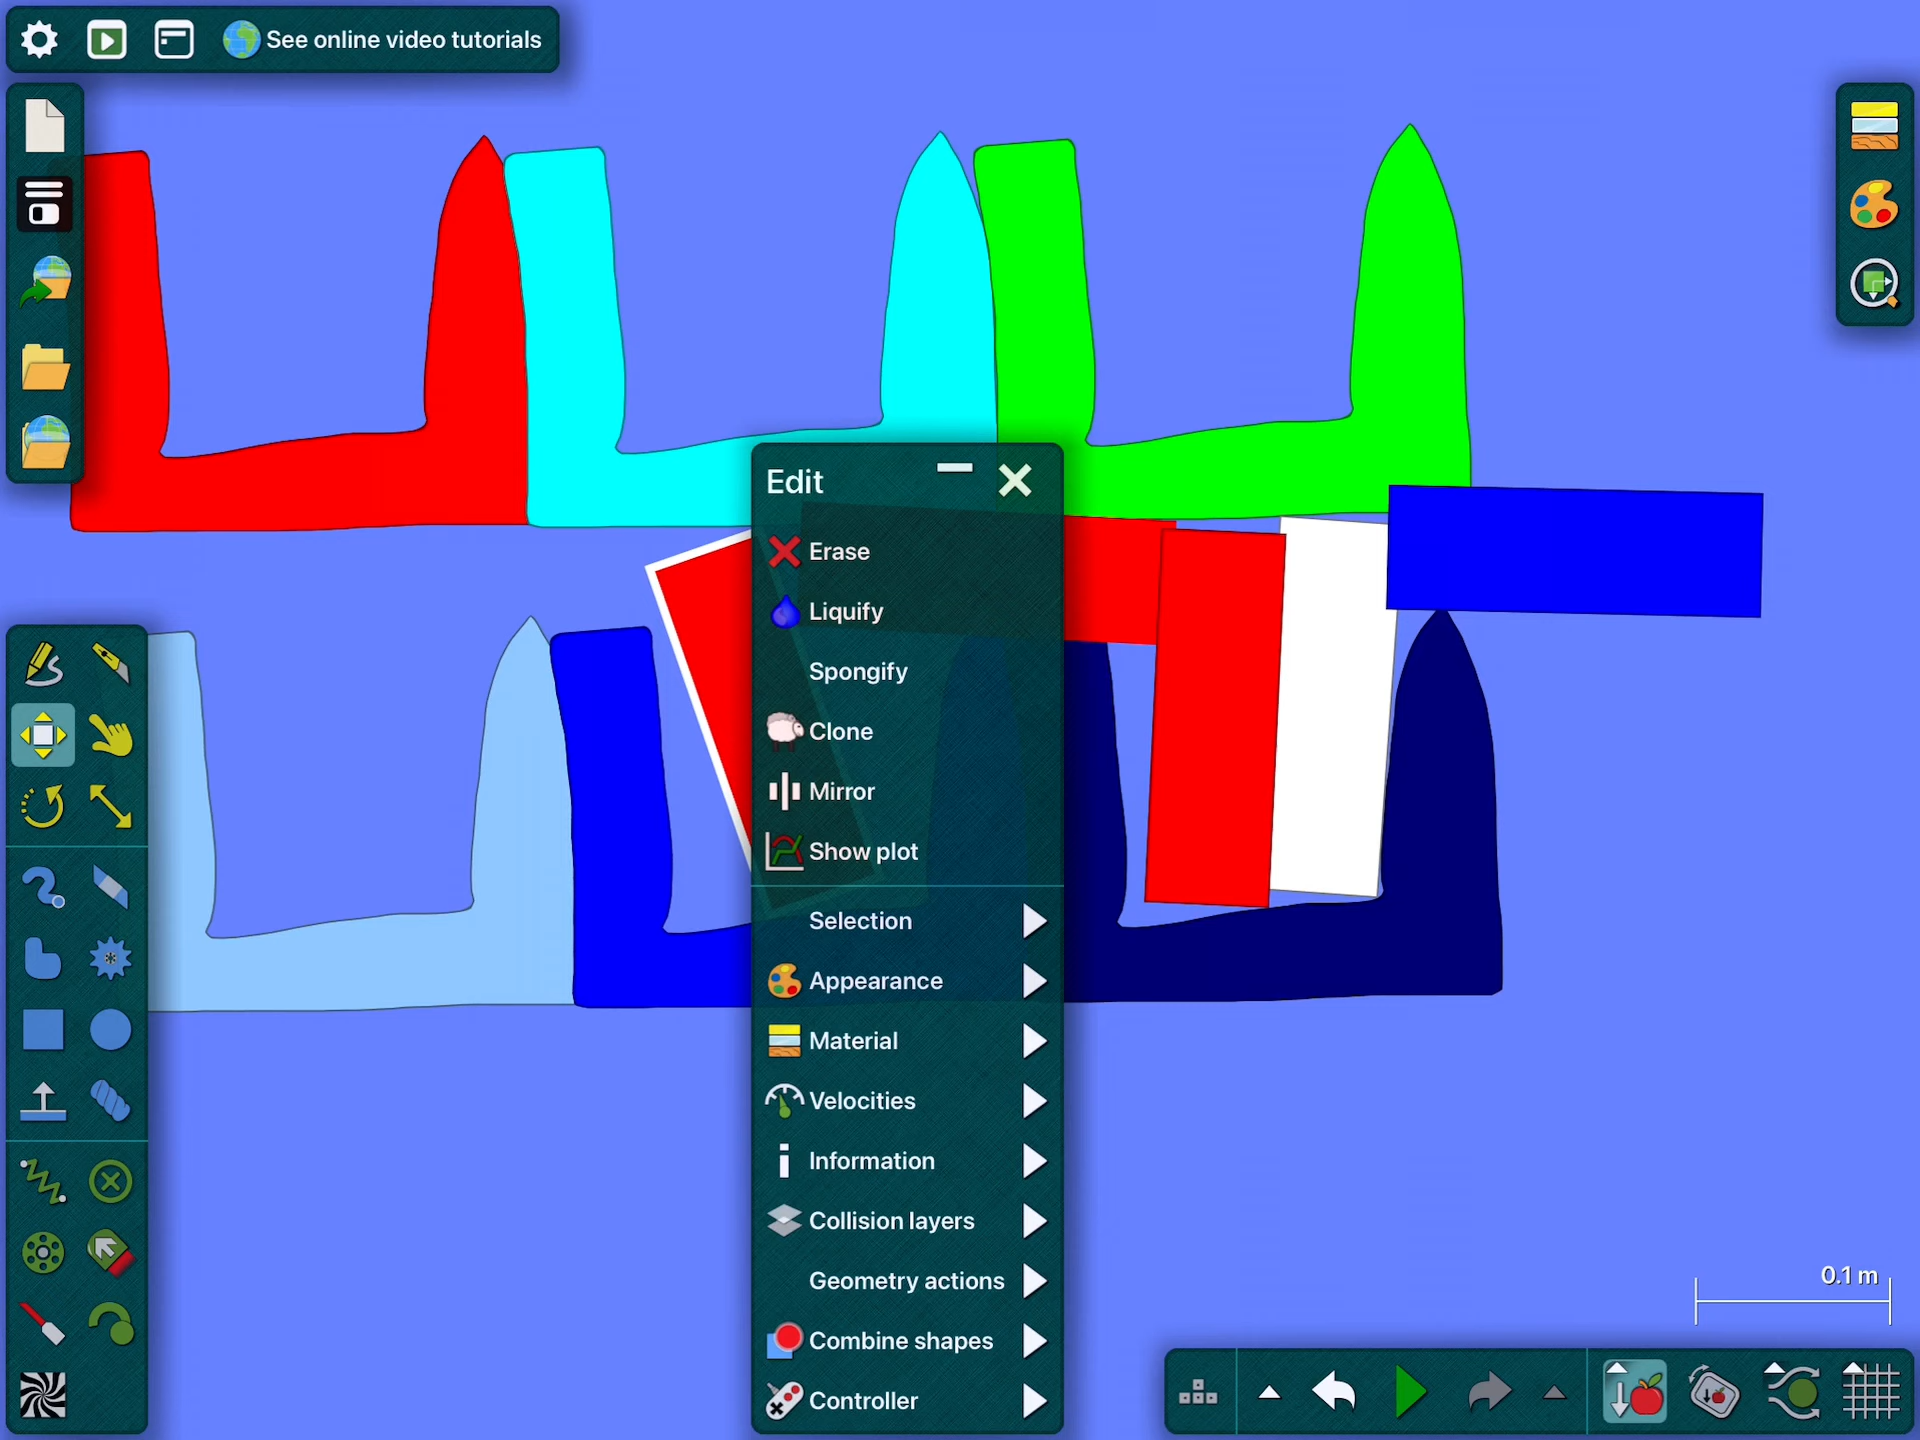 See online video tutorials
Edit
Erase
Liquify
Spongify
Clone
Mirror
Show plot
Selection
Appearance
Material
Velocities
Information
Collision layers
Geometry actions
Combine shapes
Controller
0.1 m